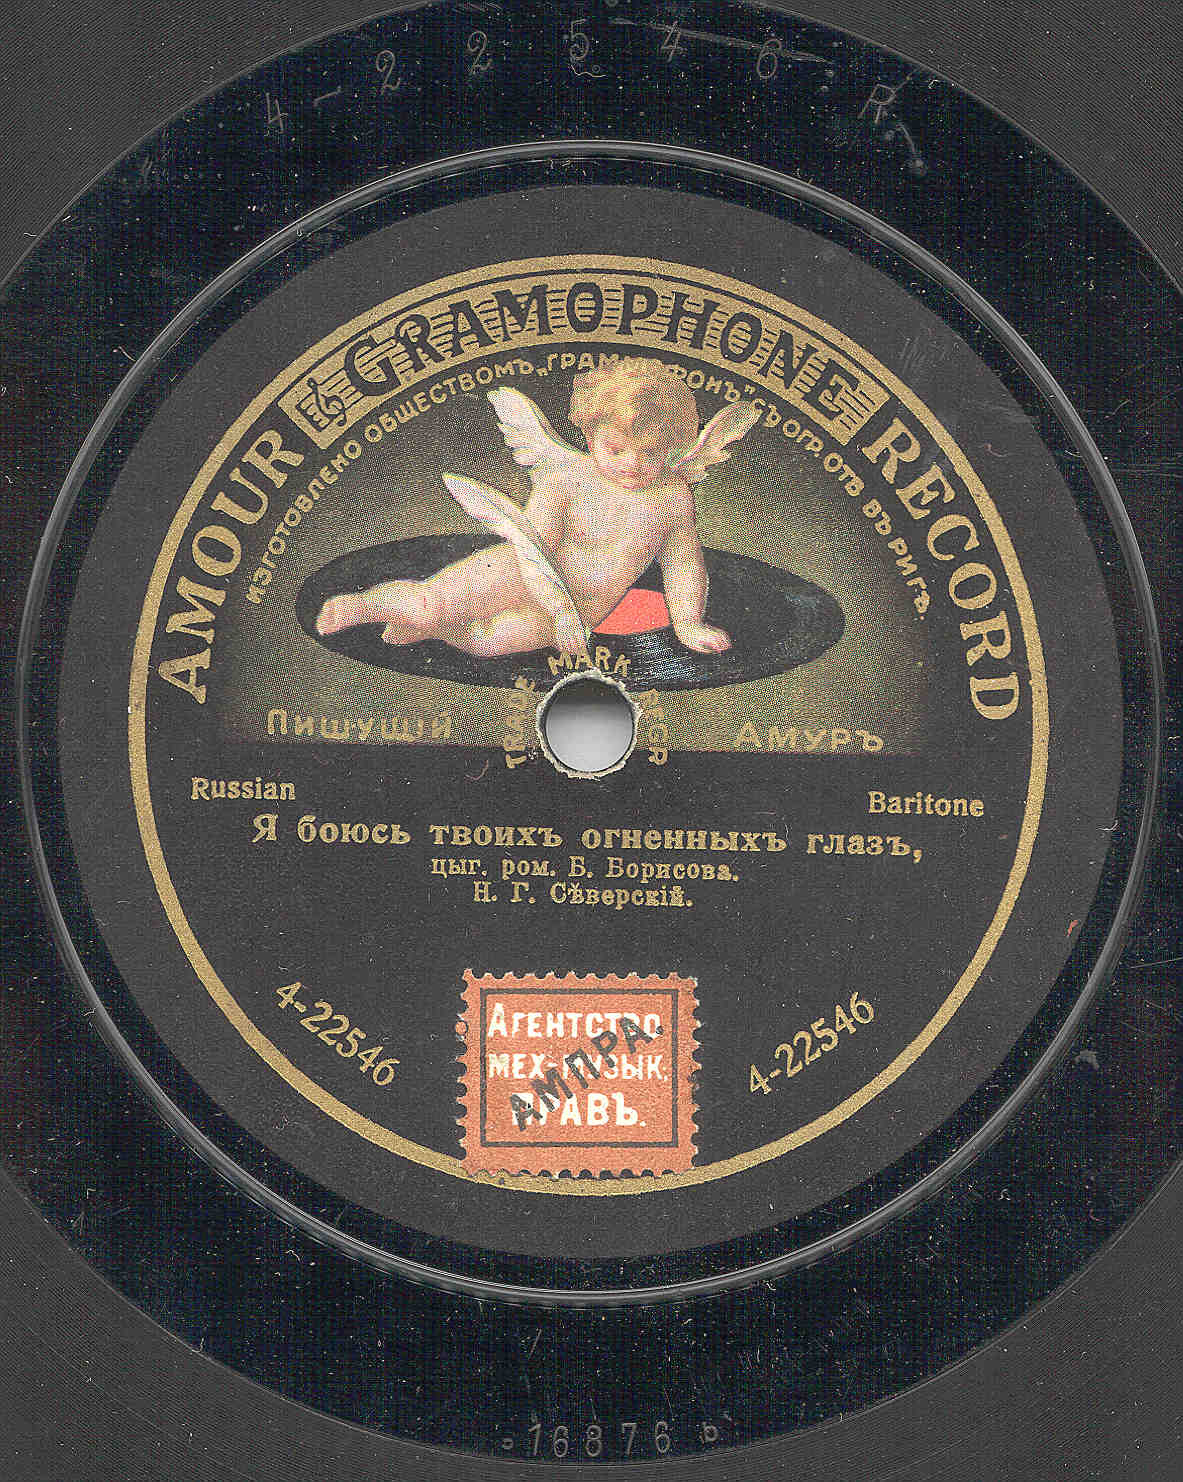 4-22546 R
AMOUR GRAMOPHONE RECORD
ИЗГОТОВЛЕНО ОБЩЕСТВОМЪ „ГРАММОФОНЪ" СЪ ОГР. ОТВ. ВЪ РИГѢ.
TRADE MARK
ПИШУЩІЙ АМУРЪ
Russian
Baritone
Я боюсь твоихъ огненныхъ глазъ,
цыг. ром. Б. Борисова.
Н. Г. Сѣверскій.
4-22546
4-22546
АГЕНТСТВО
МЕХ-МУЗЫК.
ПРАВЪ.
АМПРА.
16876 b